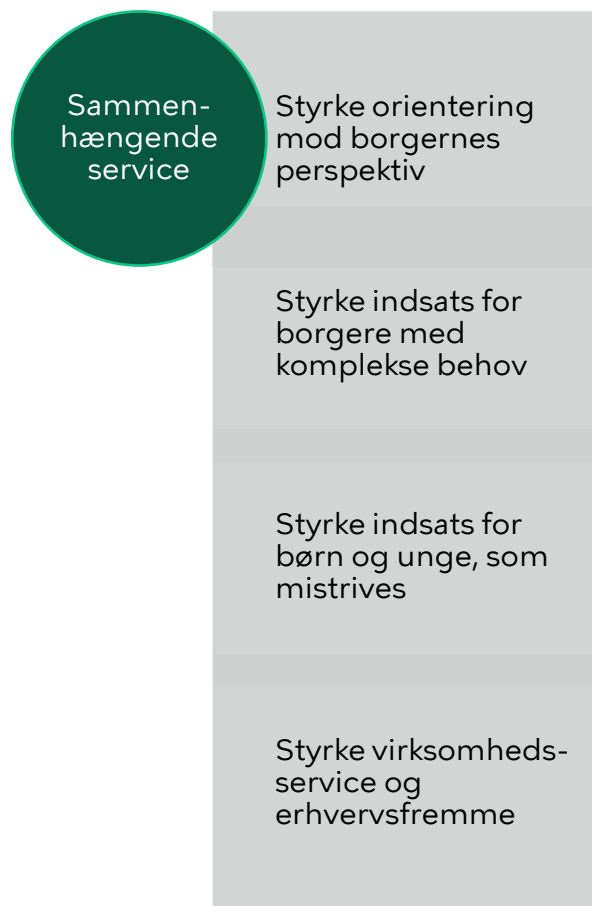 Sammen-
hængende
service
Styrke orientering
mod borgernes
perspektiv
Styrke indsats for
borgere med
komplekse behov
Styrke indsats for
børn og unge, som
mistrives
Styrke virksomheds-
service og
erhvervsfremme